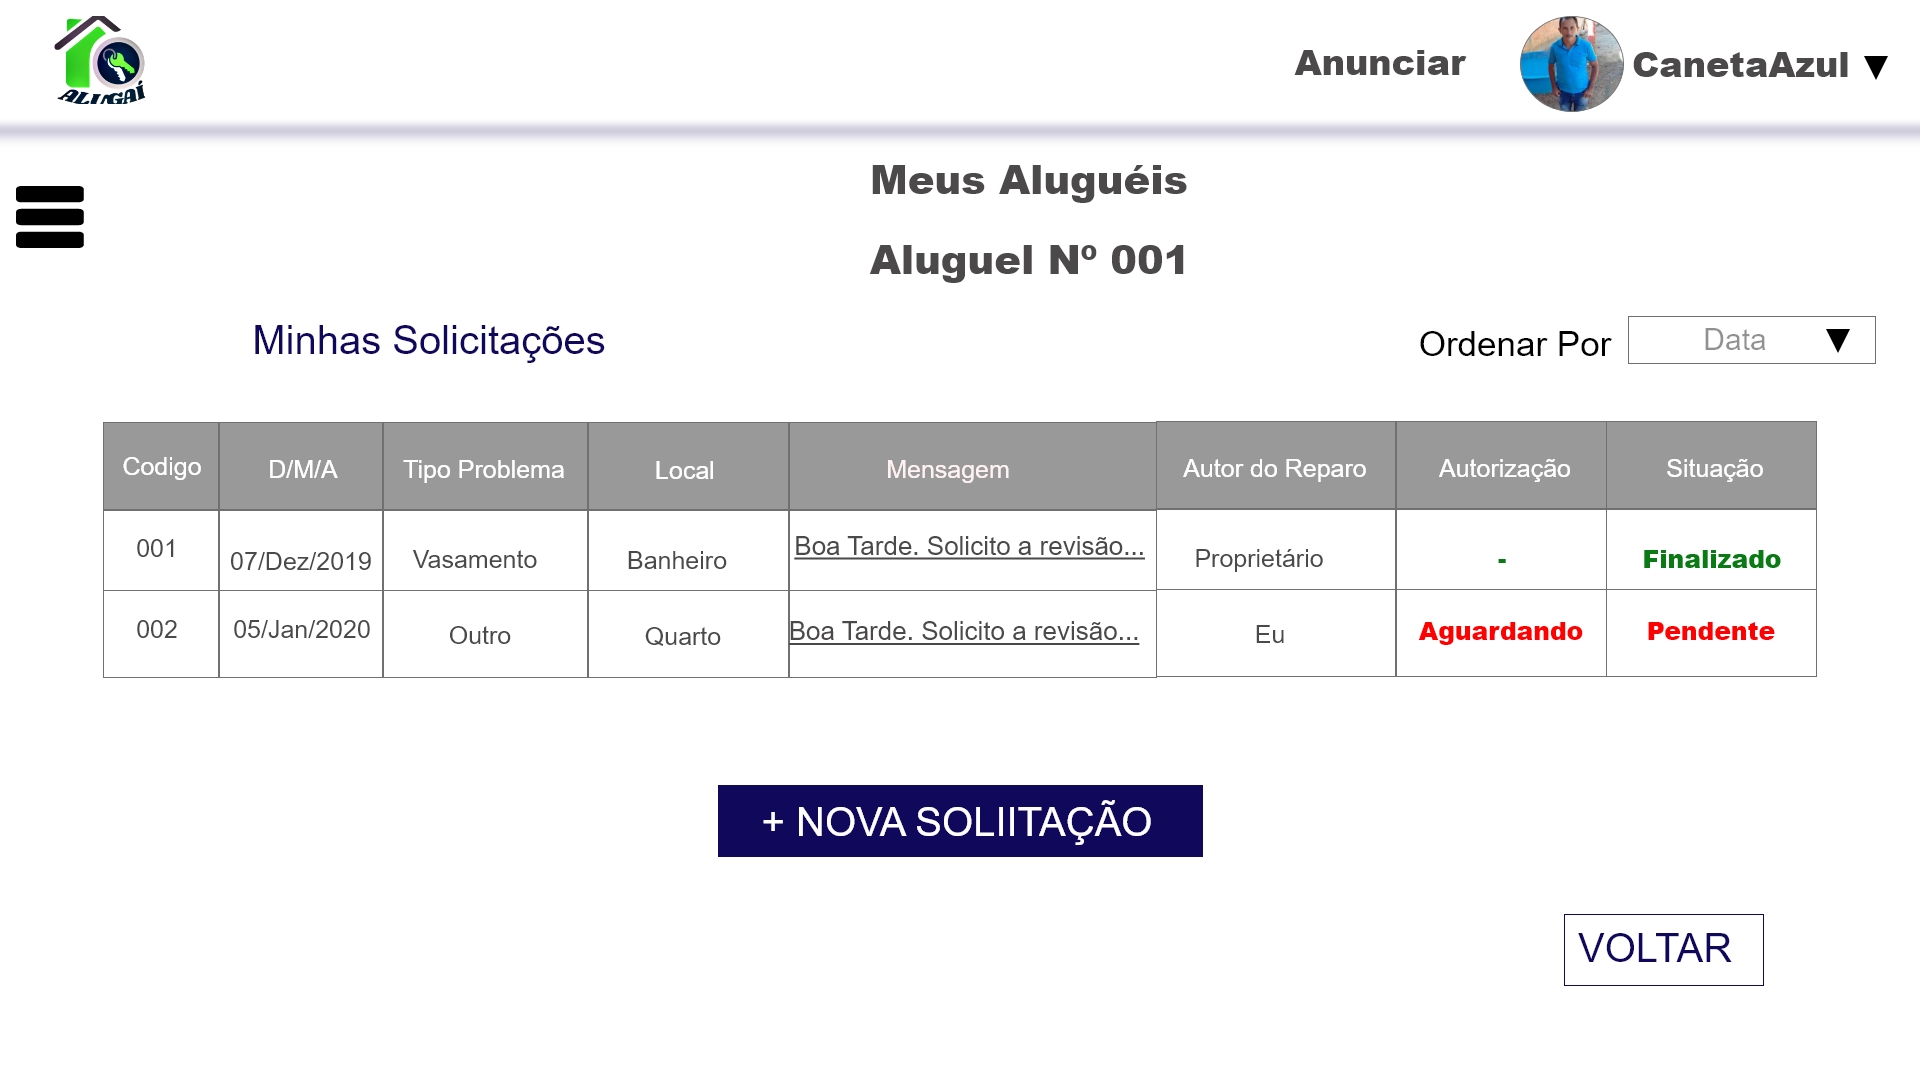 ALUGAÍ
Anunciar
CanetaAzul ▼
Meus Aluguéis
Aluguel Nº 001
Minhas Solicitações
Ordenar Por Data ▼
Codigo D/M/A Tipo Problema Local Mensagem Autor do Reparo Autorização Situação
001 07/Dez/2019 Vasamento Banheiro Boa Tarde. Solicito a revisão... Proprietário - Finalizado
002 05/Jan/2020 Outro Quarto Boa Tarde. Solicito a revisão... Eu Aguardando Pendente
+ NOVA SOLIITAÇÃO
VOLTAR